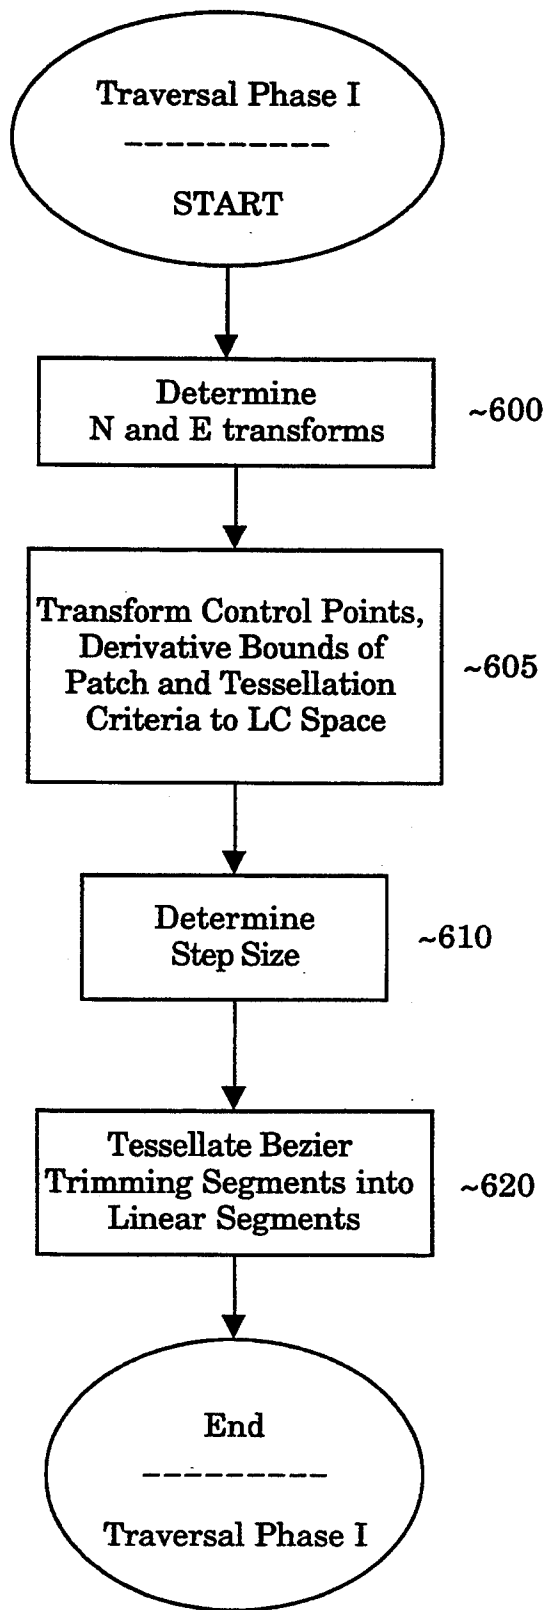 Traversal Phase I
----------
START
Determine
N and E transforms
~600
Transform Control Points,
Derivative Bounds of
Patch and Tessellation
Criteria to LC Space
~605
Determine
Step Size
~610
Tessellate Bezier
Trimming Segments into
Linear Segments
~620
End
---------
Traversal Phase I